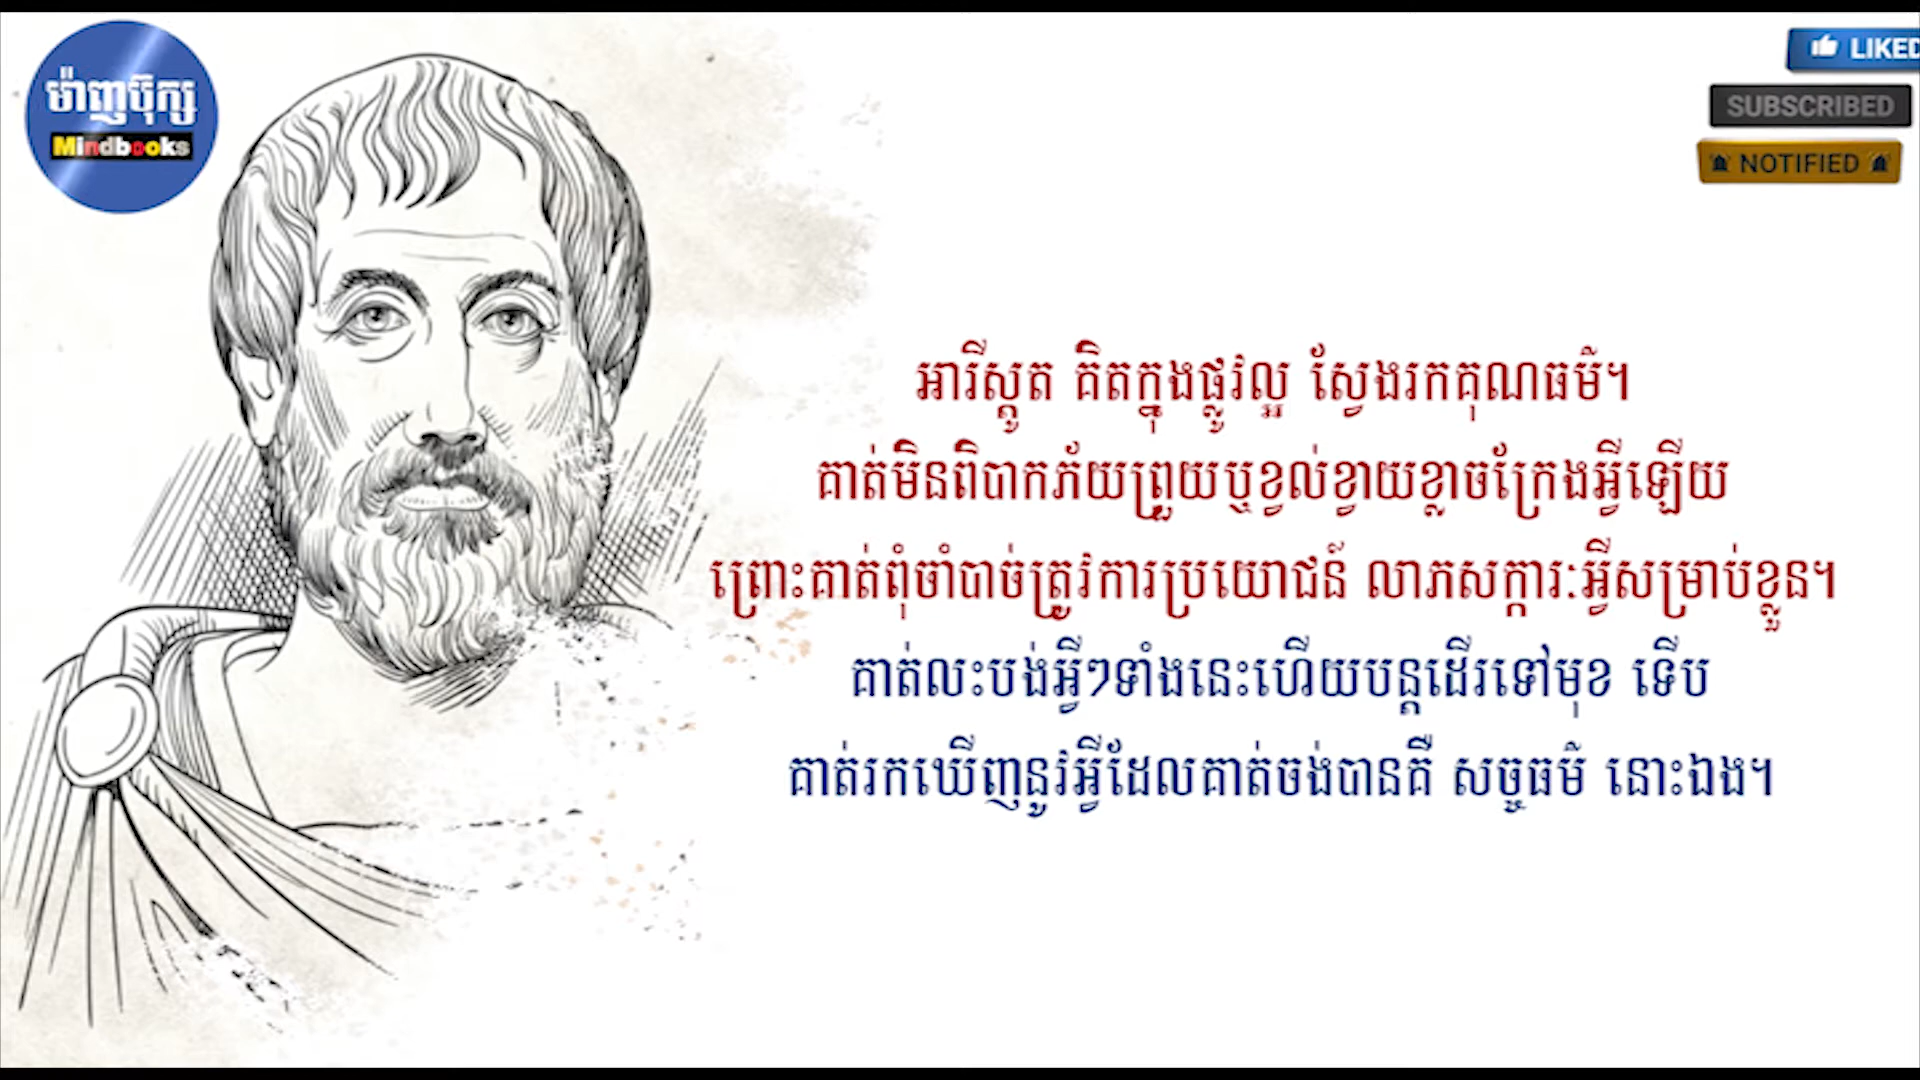 ម៉ាញប៊ុក្ស
Mindbooks
LIKED
SUBSCRIBED
NOTIFIED
អារីស្តូត គិតក្នុងផ្លូវល្អ ស្វែងរកគុណធម៌។
គាត់មិនពិបាកភ័យព្រួយឬខ្វល់ខ្វាយខ្លាចក្រែងអ្វីឡើយ
ព្រោះគាត់ពុំចាំបាច់ត្រូវការប្រយោជន៍ លាភសក្ការៈអ្វីសម្រាប់ខ្លួន។
គាត់លះបង់អ្វីៗទាំងនេះហើយបន្តដើរទៅមុខ ទើប
គាត់រកឃើញនូវអ្វីដែលគាត់ចង់បានគឺ សច្ចធម៌ នោះឯង។